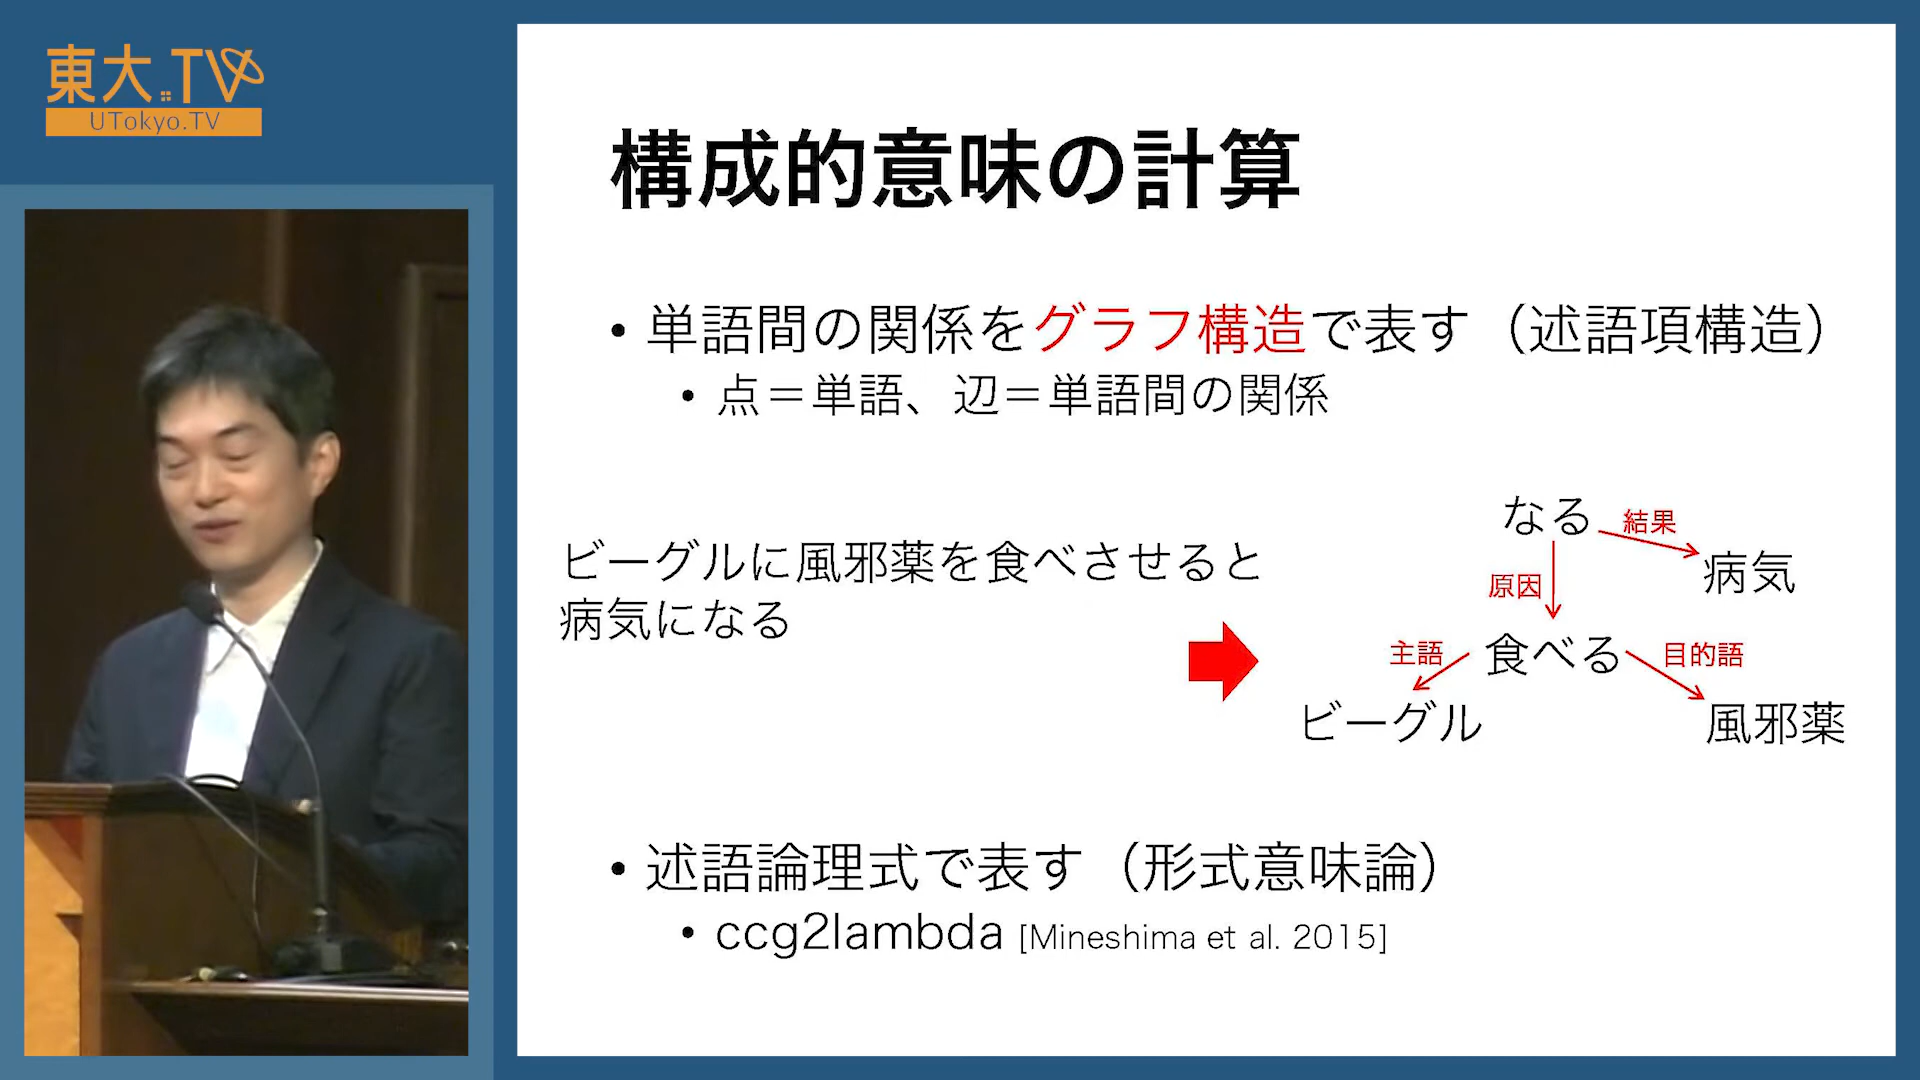 東大.TV
UTokyo.TV
構成的意味の計算
• 単語間の関係をグラフ構造で表す（述語項構造）
• 点＝単語、辺＝単語間の関係
ビーグルに風邪薬を食べさせると
病気になる
なる
結果
病気
原因
主語
食べる
目的語
ビーグル
風邪薬
• 述語論理式で表す（形式意味論）
• ccg2lambda [Mineshima et al. 2015]